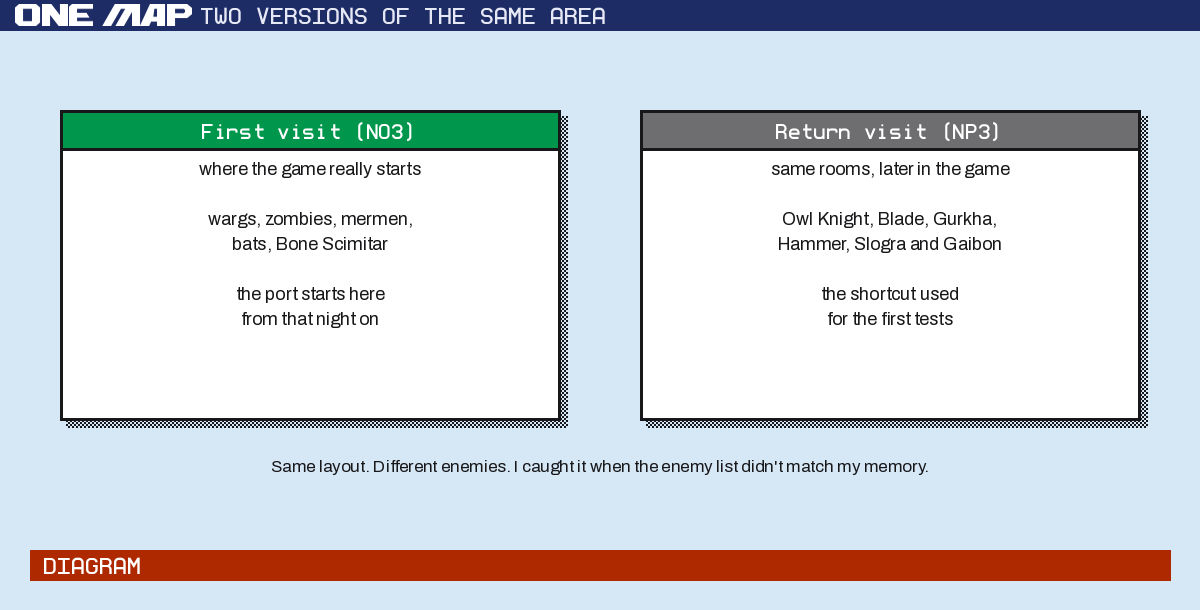 ONE MAP TWO VERSIONS OF THE SAME AREA
First visit (NO3)
where the game really starts
wargs, zombies, mermen,
bats, Bone Scimitar
the port starts here
from that night on
Return visit (NP3)
same rooms, later in the game
Owl Knight, Blade, Gurkha,
Hammer, Slogra and Gaibon
the shortcut used
for the first tests
Same layout. Different enemies. I caught it when the enemy list didn't match my memory.
DIAGRAM